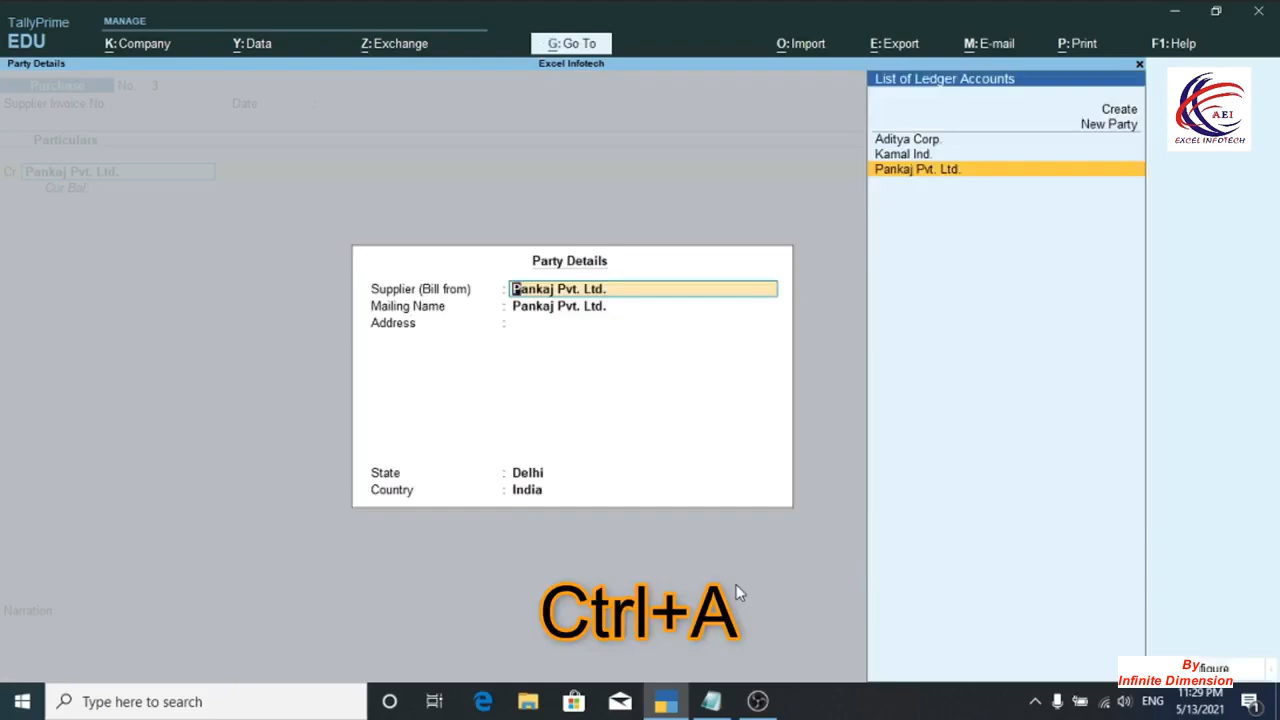 TallyPrime
EDU
MANAGE
K: Company
Y: Data
Z: Exchange
G: Go To
O: Import
E: Export
M: E-mail
P: Print
F1: Help
Party Details
Excel Infotech
x
Purchase No. 3
Supplier Invoice No. Date
Particulars
Cr Pankaj Pvt. Ltd.
Cur Bal:
Narration
List of Ledger Accounts
Create
New Party
Aditya Corp.
Kamal Ind.
Pankaj Pvt. Ltd.
AEI
EXCEL INFOTECH
Party Details
Supplier (Bill from) : Pankaj Pvt. Ltd.
Mailing Name : Pankaj Pvt. Ltd.
Address :
State : Delhi
Country : India
Ctrl+A
By
Infinite Dimension
Type here to search
ENG
11:29 PM
5/13/2021
1